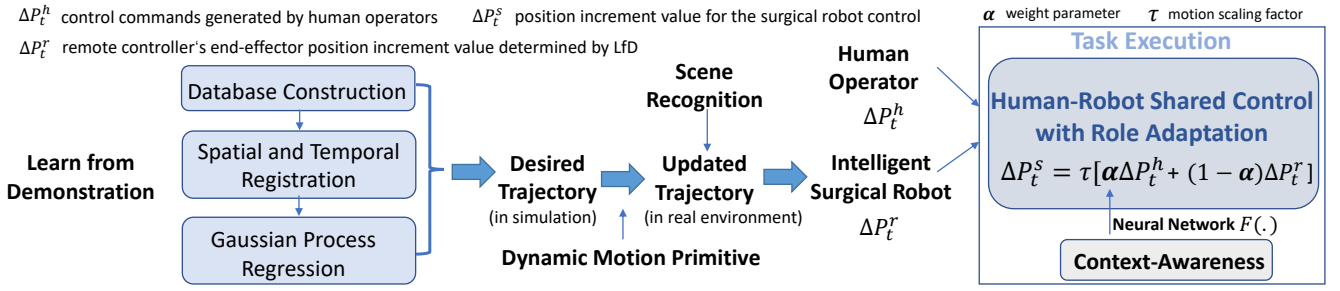 ΔP_t^h control commands generated by human operators
ΔP_t^s position increment value for the surgical robot control
α weight parameter
τ motion scaling factor
ΔP_t^r remote controller's end-effector position increment value determined by LfD
Learn from
Demonstration
Database Construction
Spatial and Temporal
Registration
Gaussian Process
Regression
Desired
Trajectory
(in simulation)
Dynamic Motion Primitive
Scene
Recognition
Updated
Trajectory
(in real environment)
Human
Operator
ΔP_t^h
Intelligent
Surgical Robot
ΔP_t^r
Task Execution
Human-Robot Shared Control
with Role Adaptation
ΔP_t^s = τ[αΔP_t^h + (1 − α)ΔP_t^r]
Neural Network F(.)
Context-Awareness